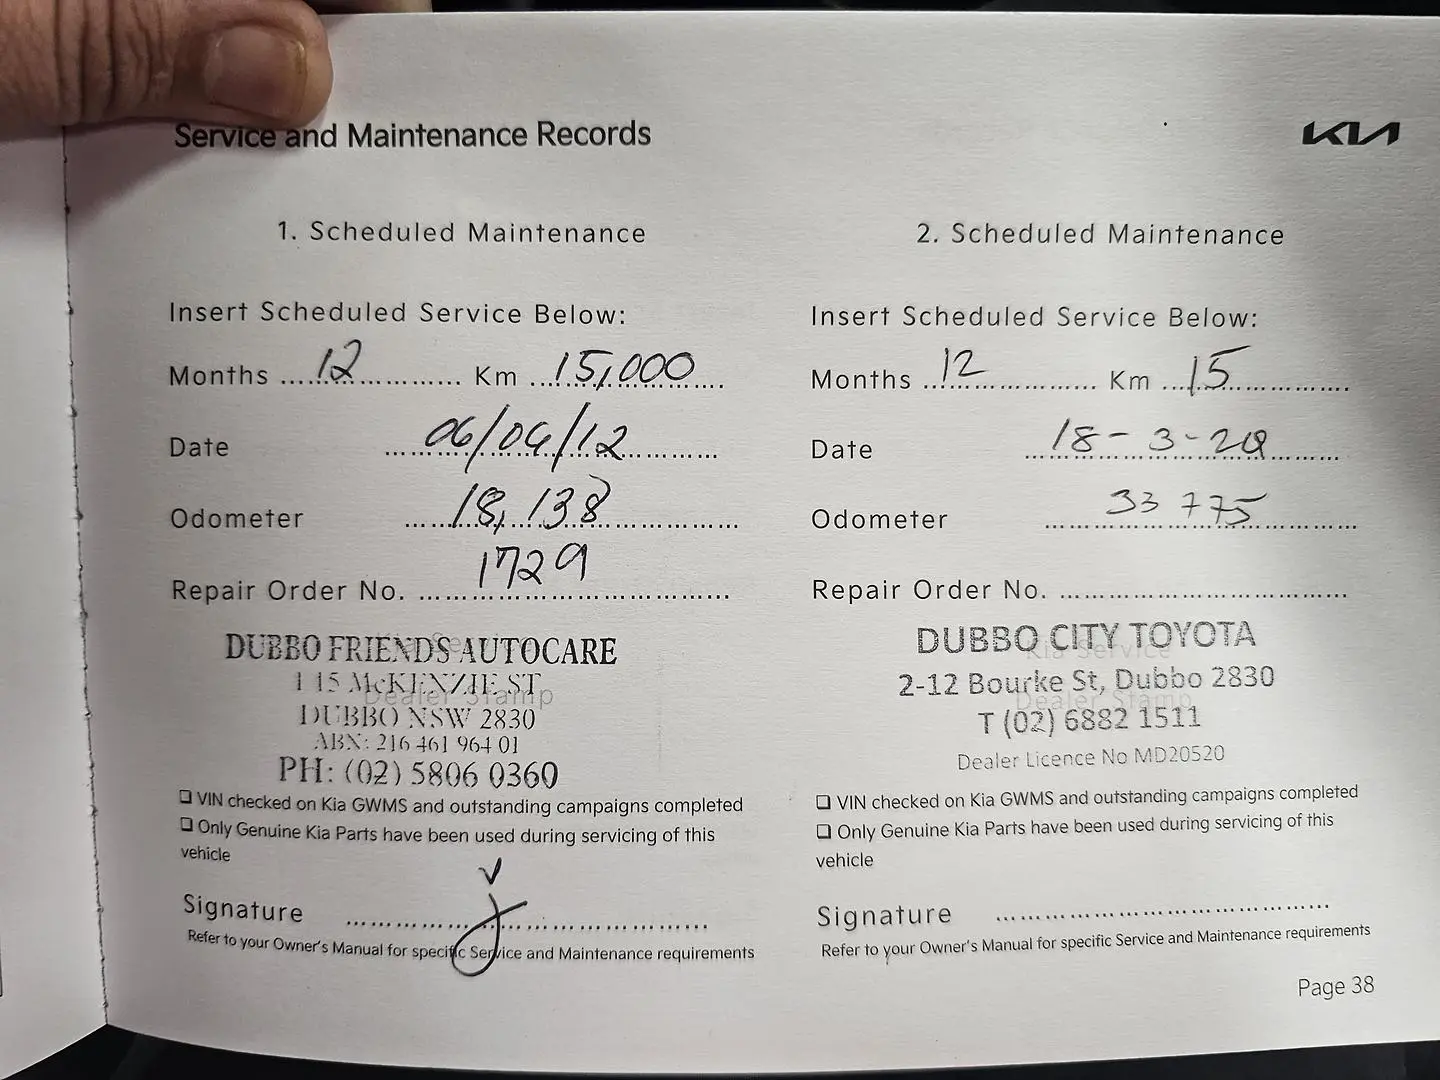 Service and Maintenance Records
KIA
1. Scheduled Maintenance
Insert Scheduled Service Below:
Months 12 Km 15,000
Date 06/06/12
Odometer 18,138
Repair Order No. 1729
DUBBO FRIENDS AUTOCARE
115 McKENZIE ST
Dealer Stamp
DUBBO NSW 2830
ABN: 216 461 964 01
PH: (02) 5806 0360
❑ VIN checked on Kia GWMS and outstanding campaigns completed
❑ Only Genuine Kia Parts have been used during servicing of this
vehicle
Signature
Refer to your Owner's Manual for specific Service and Maintenance requirements
2. Scheduled Maintenance
Insert Scheduled Service Below:
Months 12 Km 15
Date 18-3-
Odometer 33 775
Repair Order No.
DUBBO CITY TOYOTA
Kia Service
2-12 Bourke St, Dubbo 2830
Dealer Stamp
T (02) 6882 1511
Dealer Licence No MD20520
❑ VIN checked on Kia GWMS and outstanding campaigns completed
❑ Only Genuine Kia Parts have been used during servicing of this
vehicle
Signature
Refer to your Owner's Manual for specific Service and Maintenance requirements
Page 38